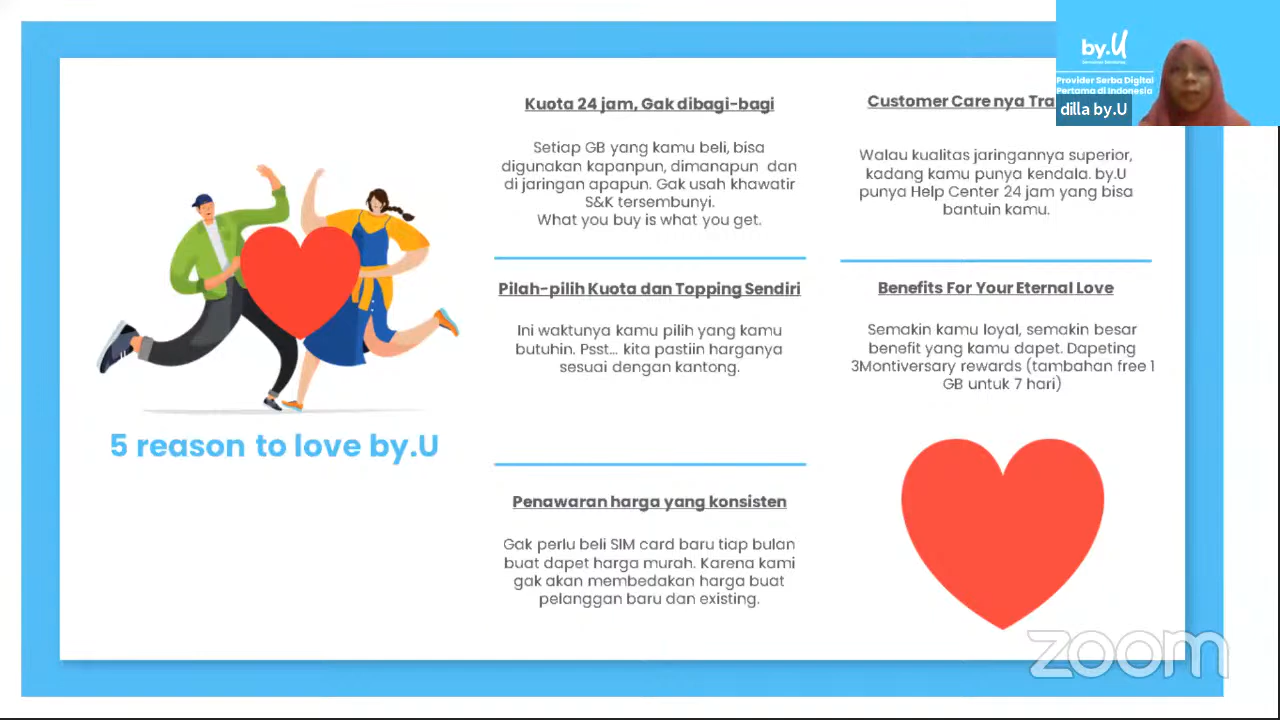 Kuota 24 jam, Gak dibagi-bagi
Setiap GB yang kamu beli, bisa
digunakan kapanpun, dimanapun dan
di jaringan apapun. Gak usah khawatir
S&K tersembunyi.
What you buy is what you get.
Customer Care nya
Walau kualitas jaringannya superior,
kadang kamu punya kendala. by.U
punya Help Center 24 jam yang bisa
bantuin kamu.
by.U
Provider Serba Digital
Pertama di Indonesia
dilla by.U
Pilah-pilih Kuota dan Topping Sendiri
Ini waktunya kamu pilih yang kamu
butuhin. Psst... kita pastiin harganya
sesuai dengan kantong.
Benefits For Your Eternal Love
Semakin kamu loyal, semakin besar
benefit yang kamu dapet. Dapeting
3Montiversary rewards (tambahan free 1
GB untuk 7 hari)
5 reason to love by.U
Penawaran harga yang konsisten
Gak perlu beli SIM card baru tiap bulan
buat dapet harga murah. Karena kami
gak akan membedakan harga buat
pelanggan baru dan existing.
zoom